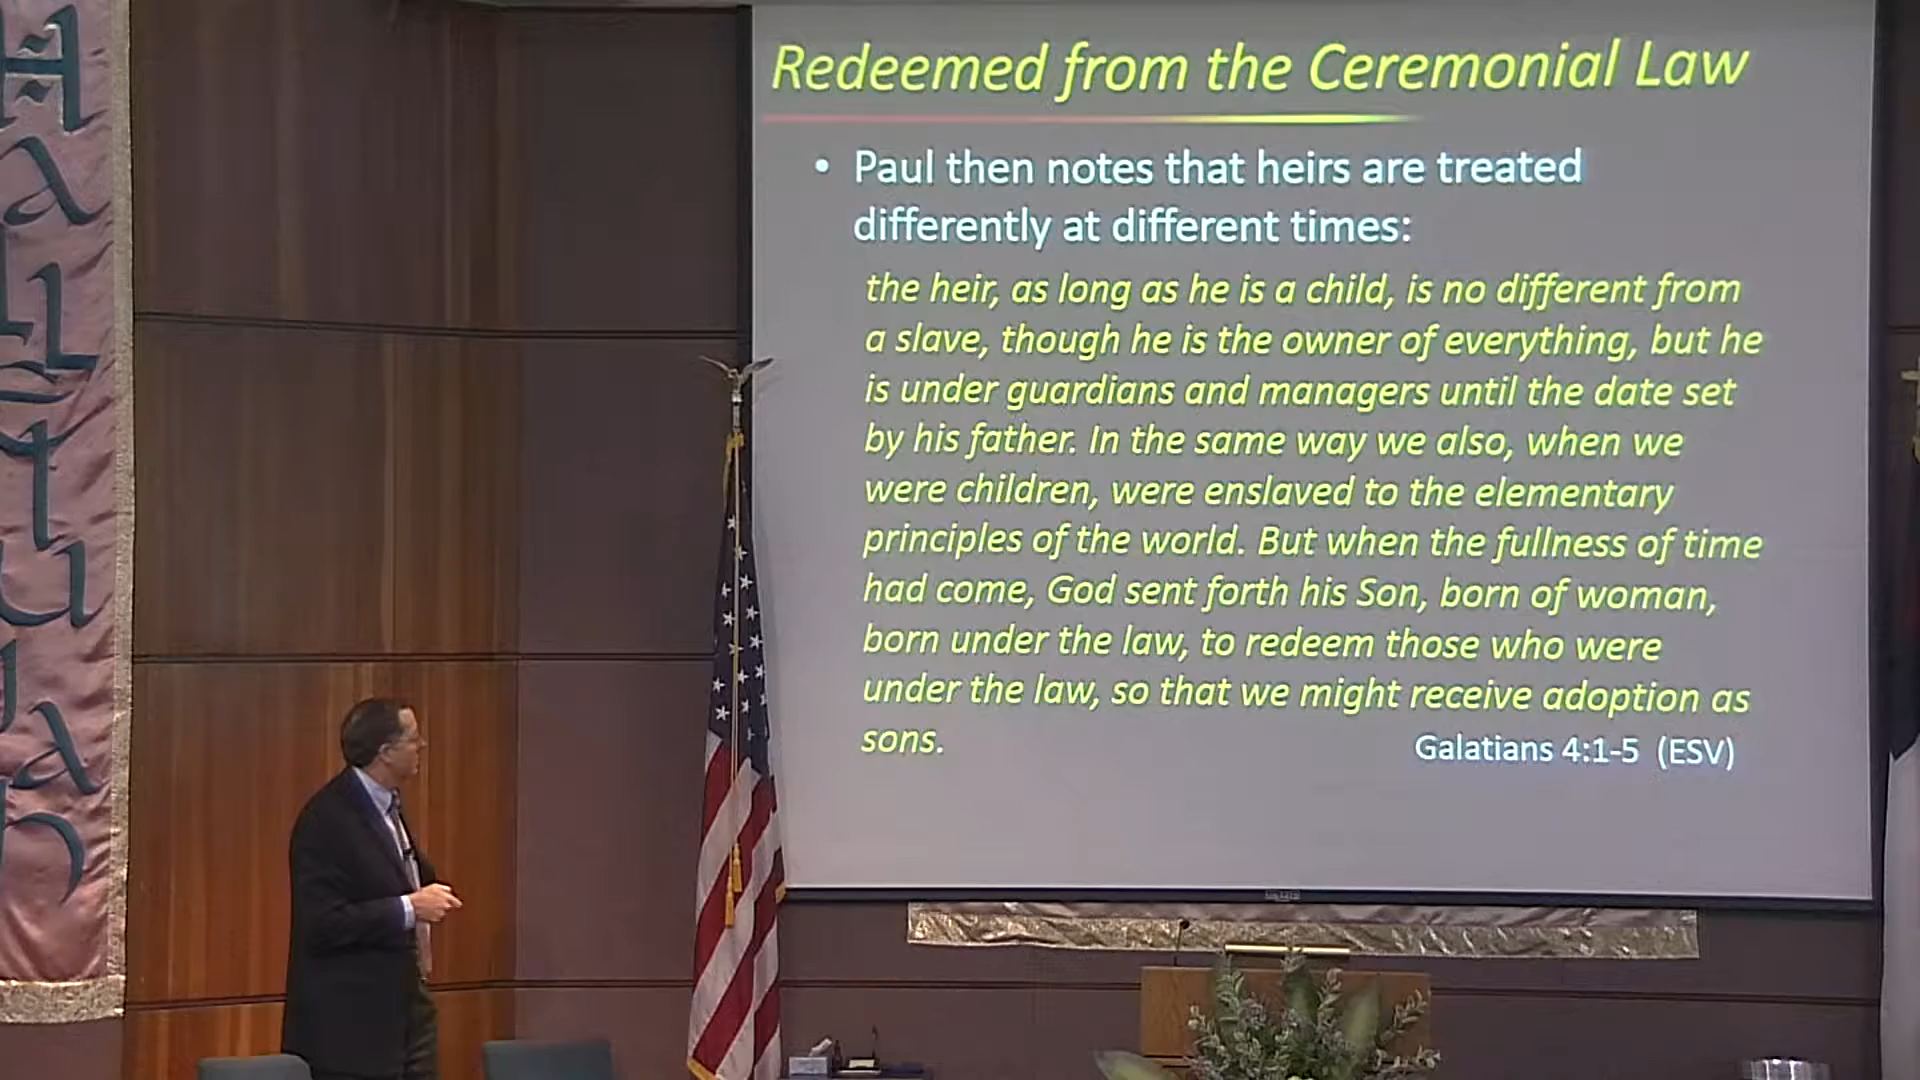 Hallelujah
Redeemed from the Ceremonial Law
• Paul then notes that heirs are treated
differently at different times:
the heir, as long as he is a child, is no different from
a slave, though he is the owner of everything, but he
is under guardians and managers until the date set
by his father. In the same way we also, when we
were children, were enslaved to the elementary
principles of the world. But when the fullness of time
had come, God sent forth his Son, born of woman,
born under the law, to redeem those who were
under the law, so that we might receive adoption as
sons.
Galatians 4:1-5 (ESV)